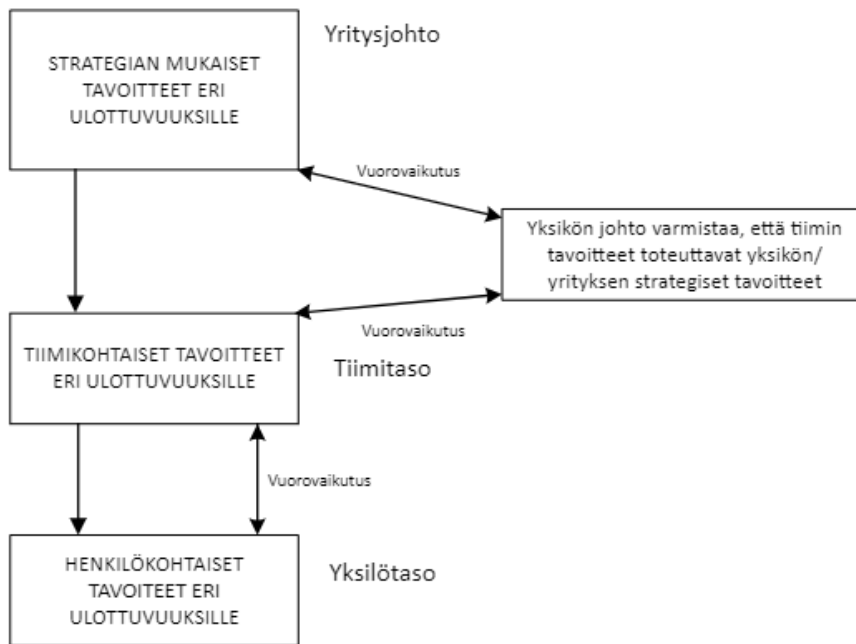 Yritysjohto
STRATEGIAN MUKAISET
TAVOITTEET ERI
ULOTTUVUUKSILLE
Vuorovaikutus
Yksikön johto varmistaa, että tiimin
tavoitteet toteuttavat yksikön/
yrityksen strategiset tavoitteet
Vuorovaikutus
TIIMIKOHTAISET TAVOITTEET
ERI ULOTTUVUUKSILLE
Tiimitaso
Vuorovaikutus
HENKILÖKOHTAISET
TAVOITEET ERI
ULOTTUVUUKSILLE
Yksilötaso